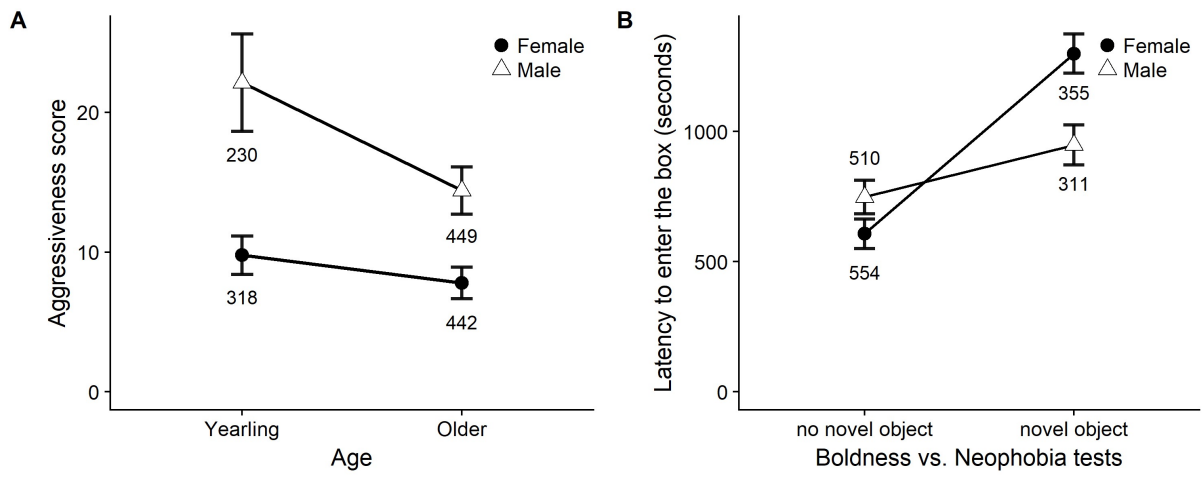 A
Aggressiveness score
20
10
0
Female
Male
230
449
318
442
Yearling
Older
Age
B
Latency to enter the box (seconds)
1000
500
0
Female
Male
355
510
311
554
no novel object
novel object
Boldness vs. Neophobia tests